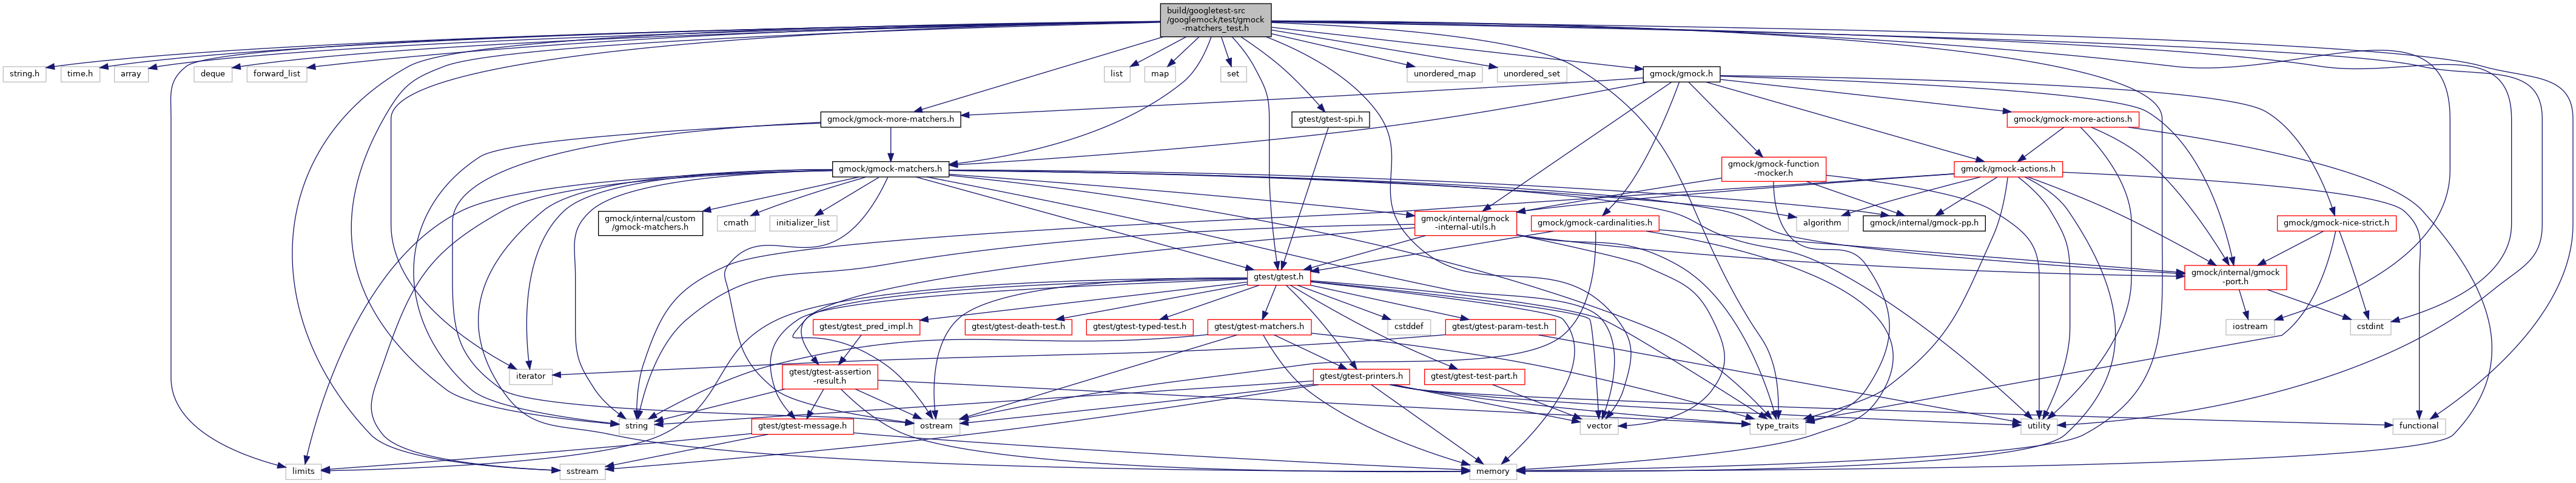 build/googletest-src
/googlemock/test/gmock
-matchers_test.h
string.h
time.h
array
deque
forward_list
list
map
set
unordered_map
unordered_set
gmock/gmock.h
gmock/gmock-more-matchers.h
gtest/gtest-spi.h
gmock/gmock-more-actions.h
gmock/gmock-matchers.h
gmock/gmock-function
-mocker.h
gmock/gmock-actions.h
gmock/internal/custom
/gmock-matchers.h
cmath
initializer_list
gmock/internal/gmock
-internal-utils.h
gmock/gmock-cardinalities.h
algorithm
gmock/internal/gmock-pp.h
gmock/gmock-nice-strict.h
gtest/gtest.h
gmock/internal/gmock
-port.h
gtest/gtest_pred_impl.h
gtest/gtest-death-test.h
gtest/gtest-typed-test.h
gtest/gtest-matchers.h
cstddef
gtest/gtest-param-test.h
iostream
cstdint
iterator
gtest/gtest-assertion
-result.h
gtest/gtest-printers.h
gtest/gtest-test-part.h
string
gtest/gtest-message.h
ostream
vector
type_traits
utility
functional
limits
sstream
memory